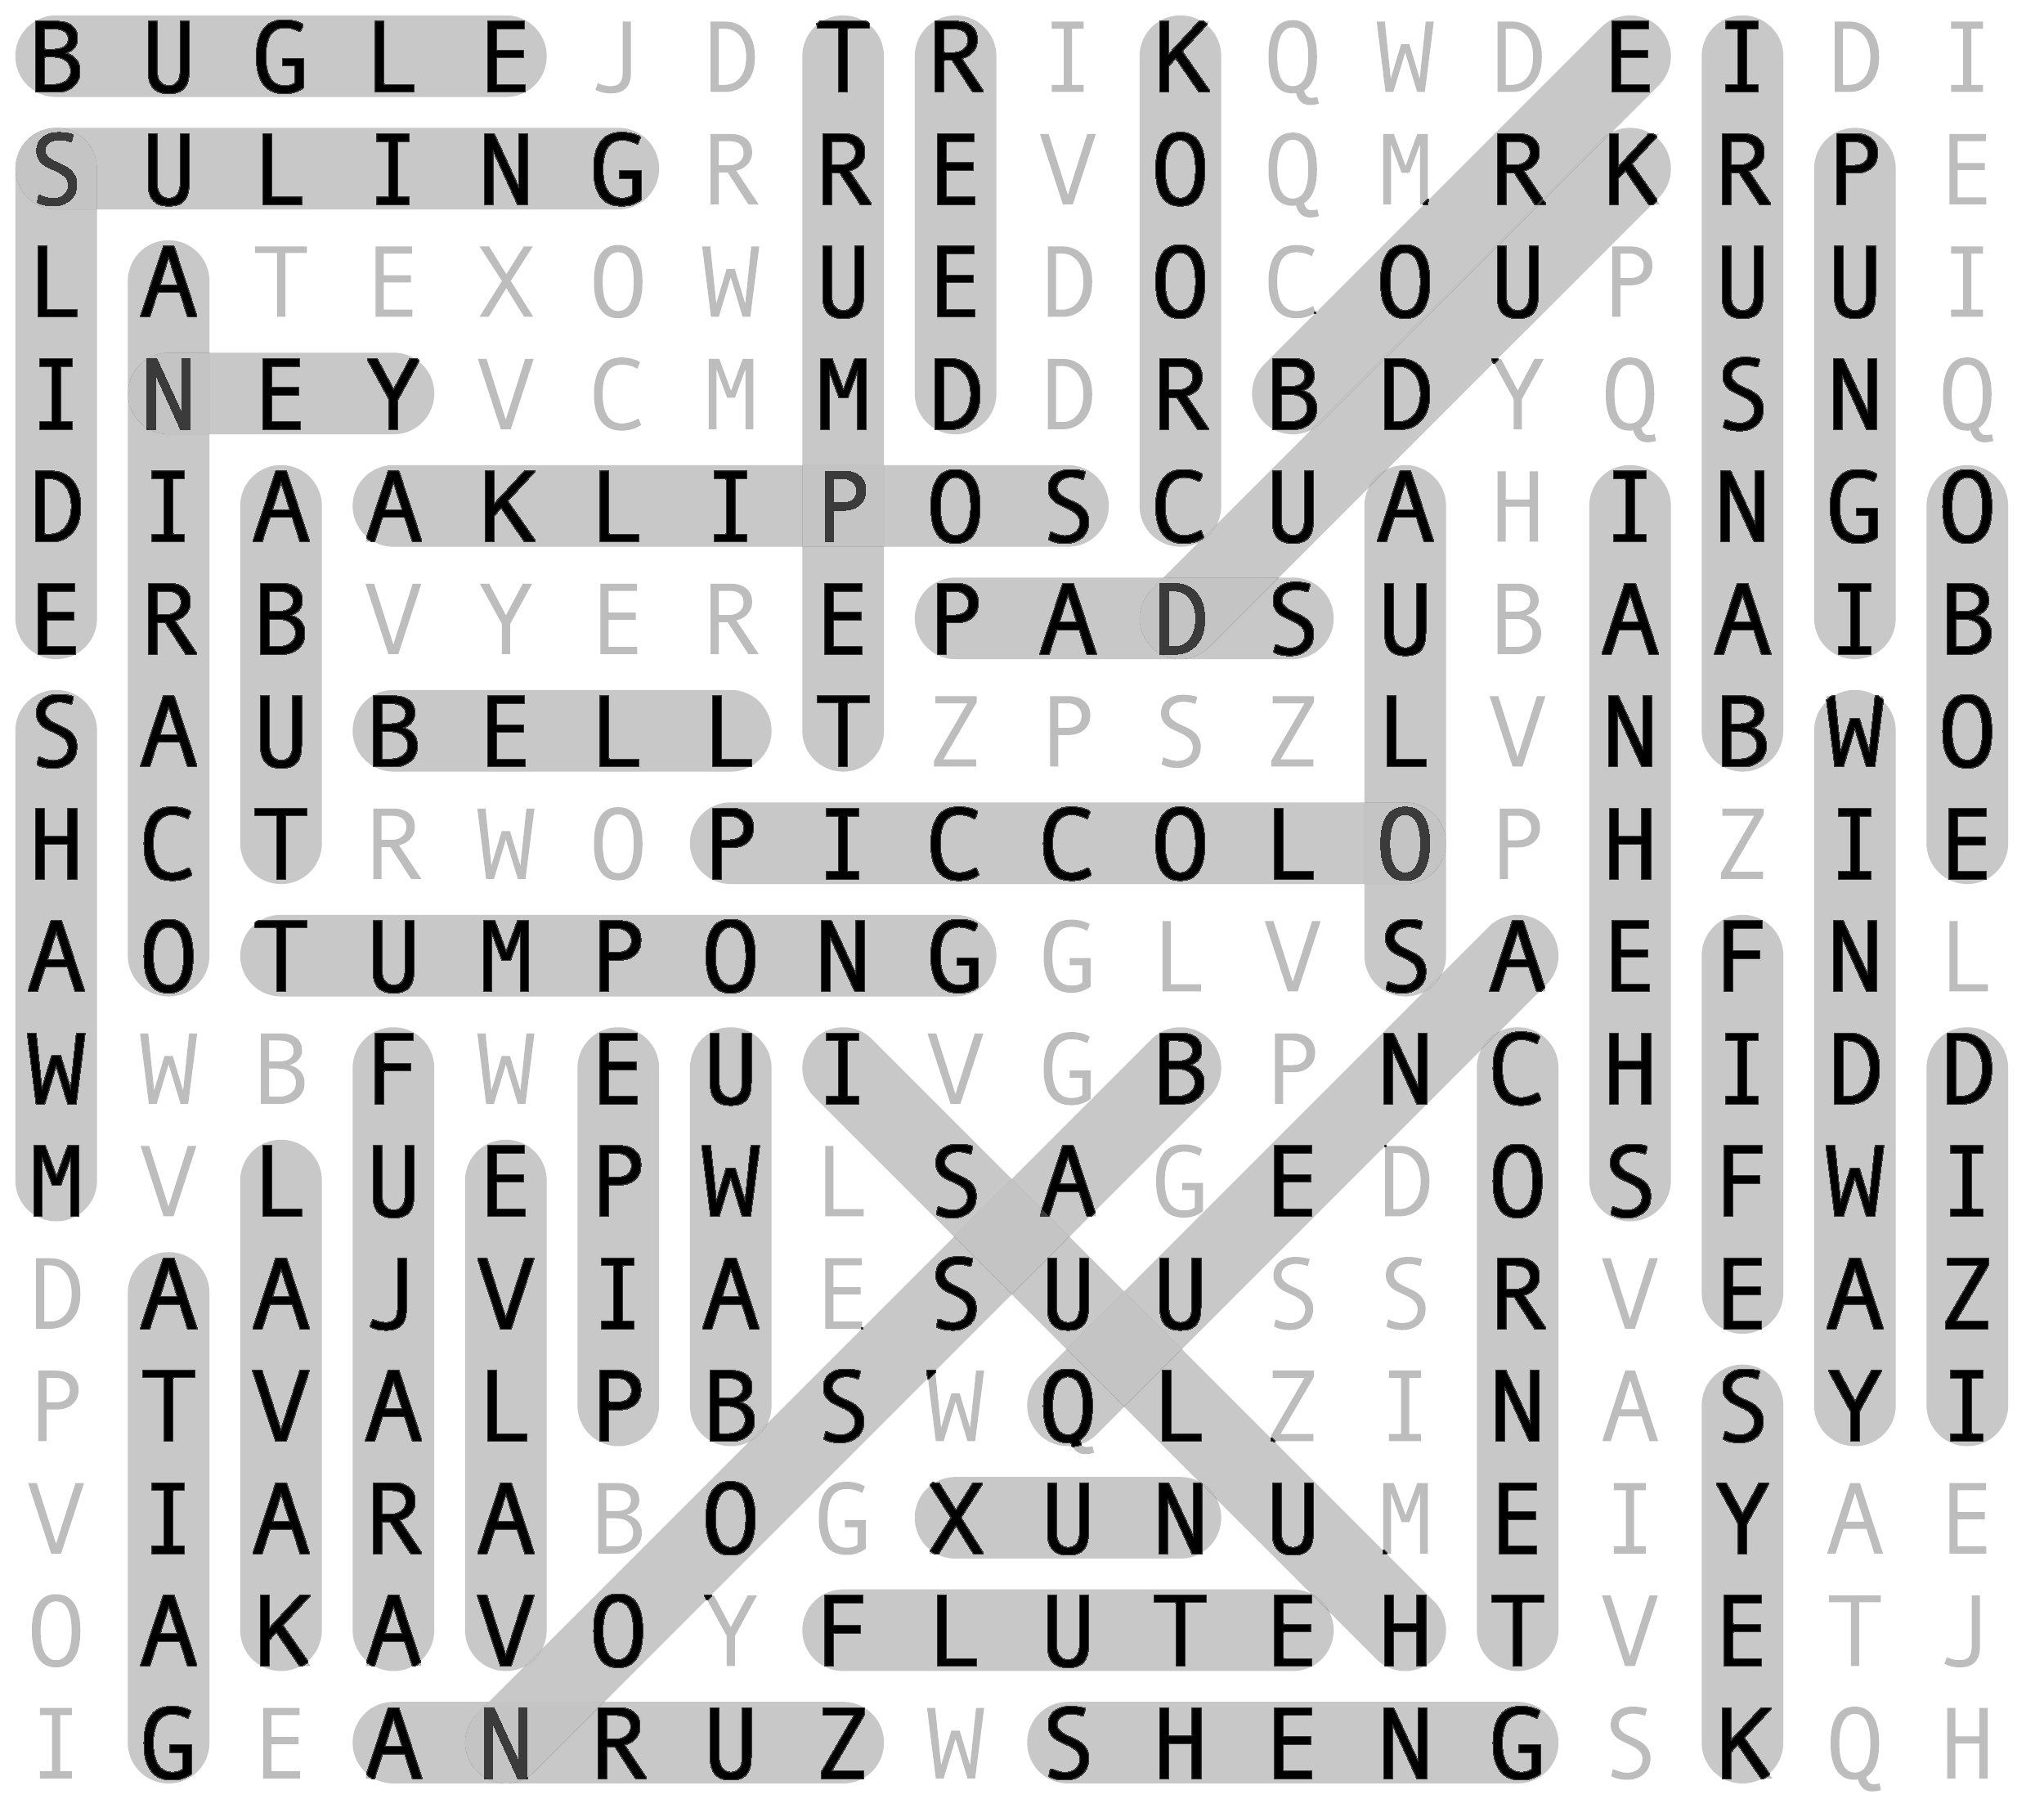 B U G L E J D T R I K Q W D E I D I
S U L I N G R R E V O Q M R K R P E
L A T E X O W U E D O C O U P U U I
I N E Y V C M M D D R B D Y Q S N Q
D I A A K L I P O S C U A H I N G O
E R B V Y E R E P A D S U B A A I B
S A U B E L L T Z P S Z L V N B W O
H C T R W O P I C C O L O P H Z I E
A O T U M P O N G G L V S A E F N L
W W B F W E U I V G B P N C H I D D
M V L U E P W L S A G E D O S F W I
D A A J V I A E S U U S S R V E A Z
P T V A L P B S W Q L Z I N A S Y I
V I A R A B O G X U N U M E I Y A E
O A K A V O Y F L U T E H T V E T J
I G E A N R U Z W S H E N G S K Q H